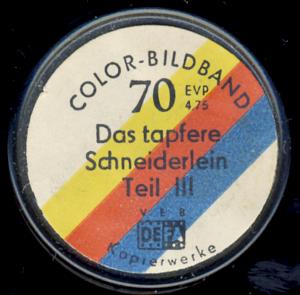 COLOR-BILDBAND
70 EVP
4.75
Das tapfere
Schneiderlein
Teil III
VEB
DEFA
Kopierwerke